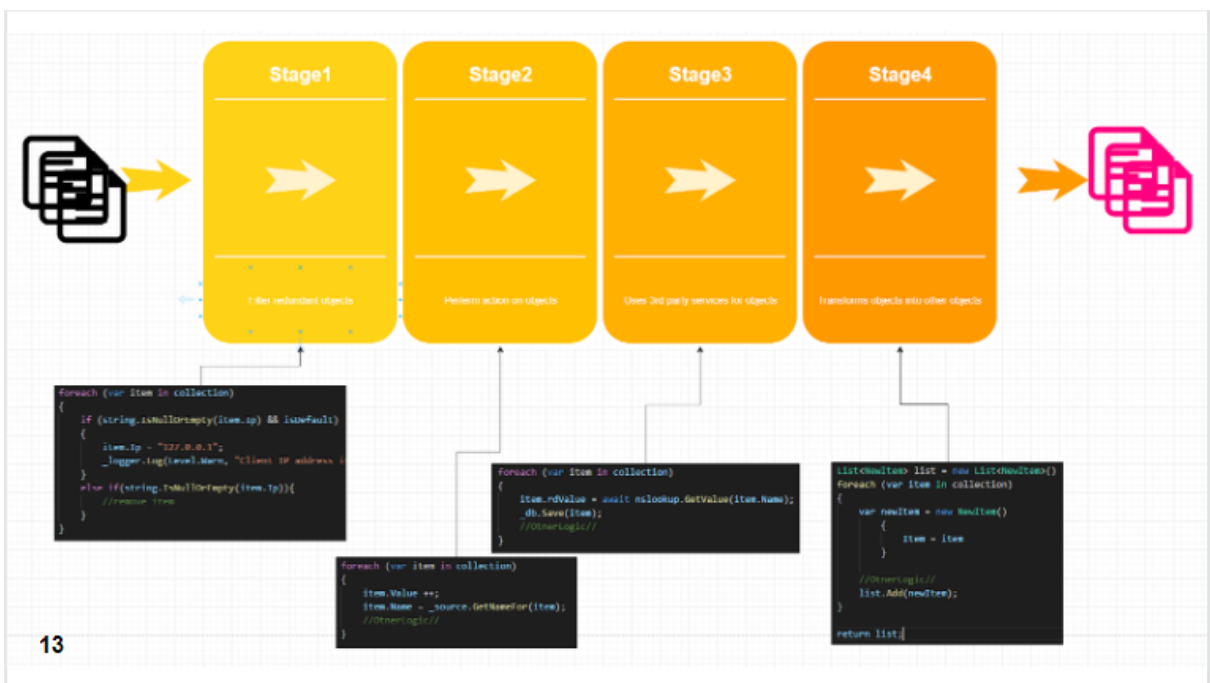 Stage1
Stage2
Stage3
Stage4
Filter redundant objects
Perform action on objects
Uses 3rd party services for objects
Transforms objects into other objects
foreach (var item in collection)
{
if (string.IsNullOrEmpty(item.Ip) && isDefault)
{
item.Ip = "127.0.0.1";
_logger.Log(Level.Warn, "Client IP address
}
else if(string.IsNullOrEmpty(item.Ip)){
//remove item
}
}
foreach (var item in collection)
{
item.Value ++;
item.Name = _source.GetNameFor(item);
//OtherLogic//
}
foreach (var item in collection)
{
item.rdValue = await nslookup.GetValue(item.Name);
_db.Save(item);
//OtherLogic//
}
List<NewItem> list = new List<NewItem>()
foreach (var item in collection)
{
var newItem = new NewItem()
{
Item = item
}
//OtherLogic//
list.Add(newItem);
}
return list;
13